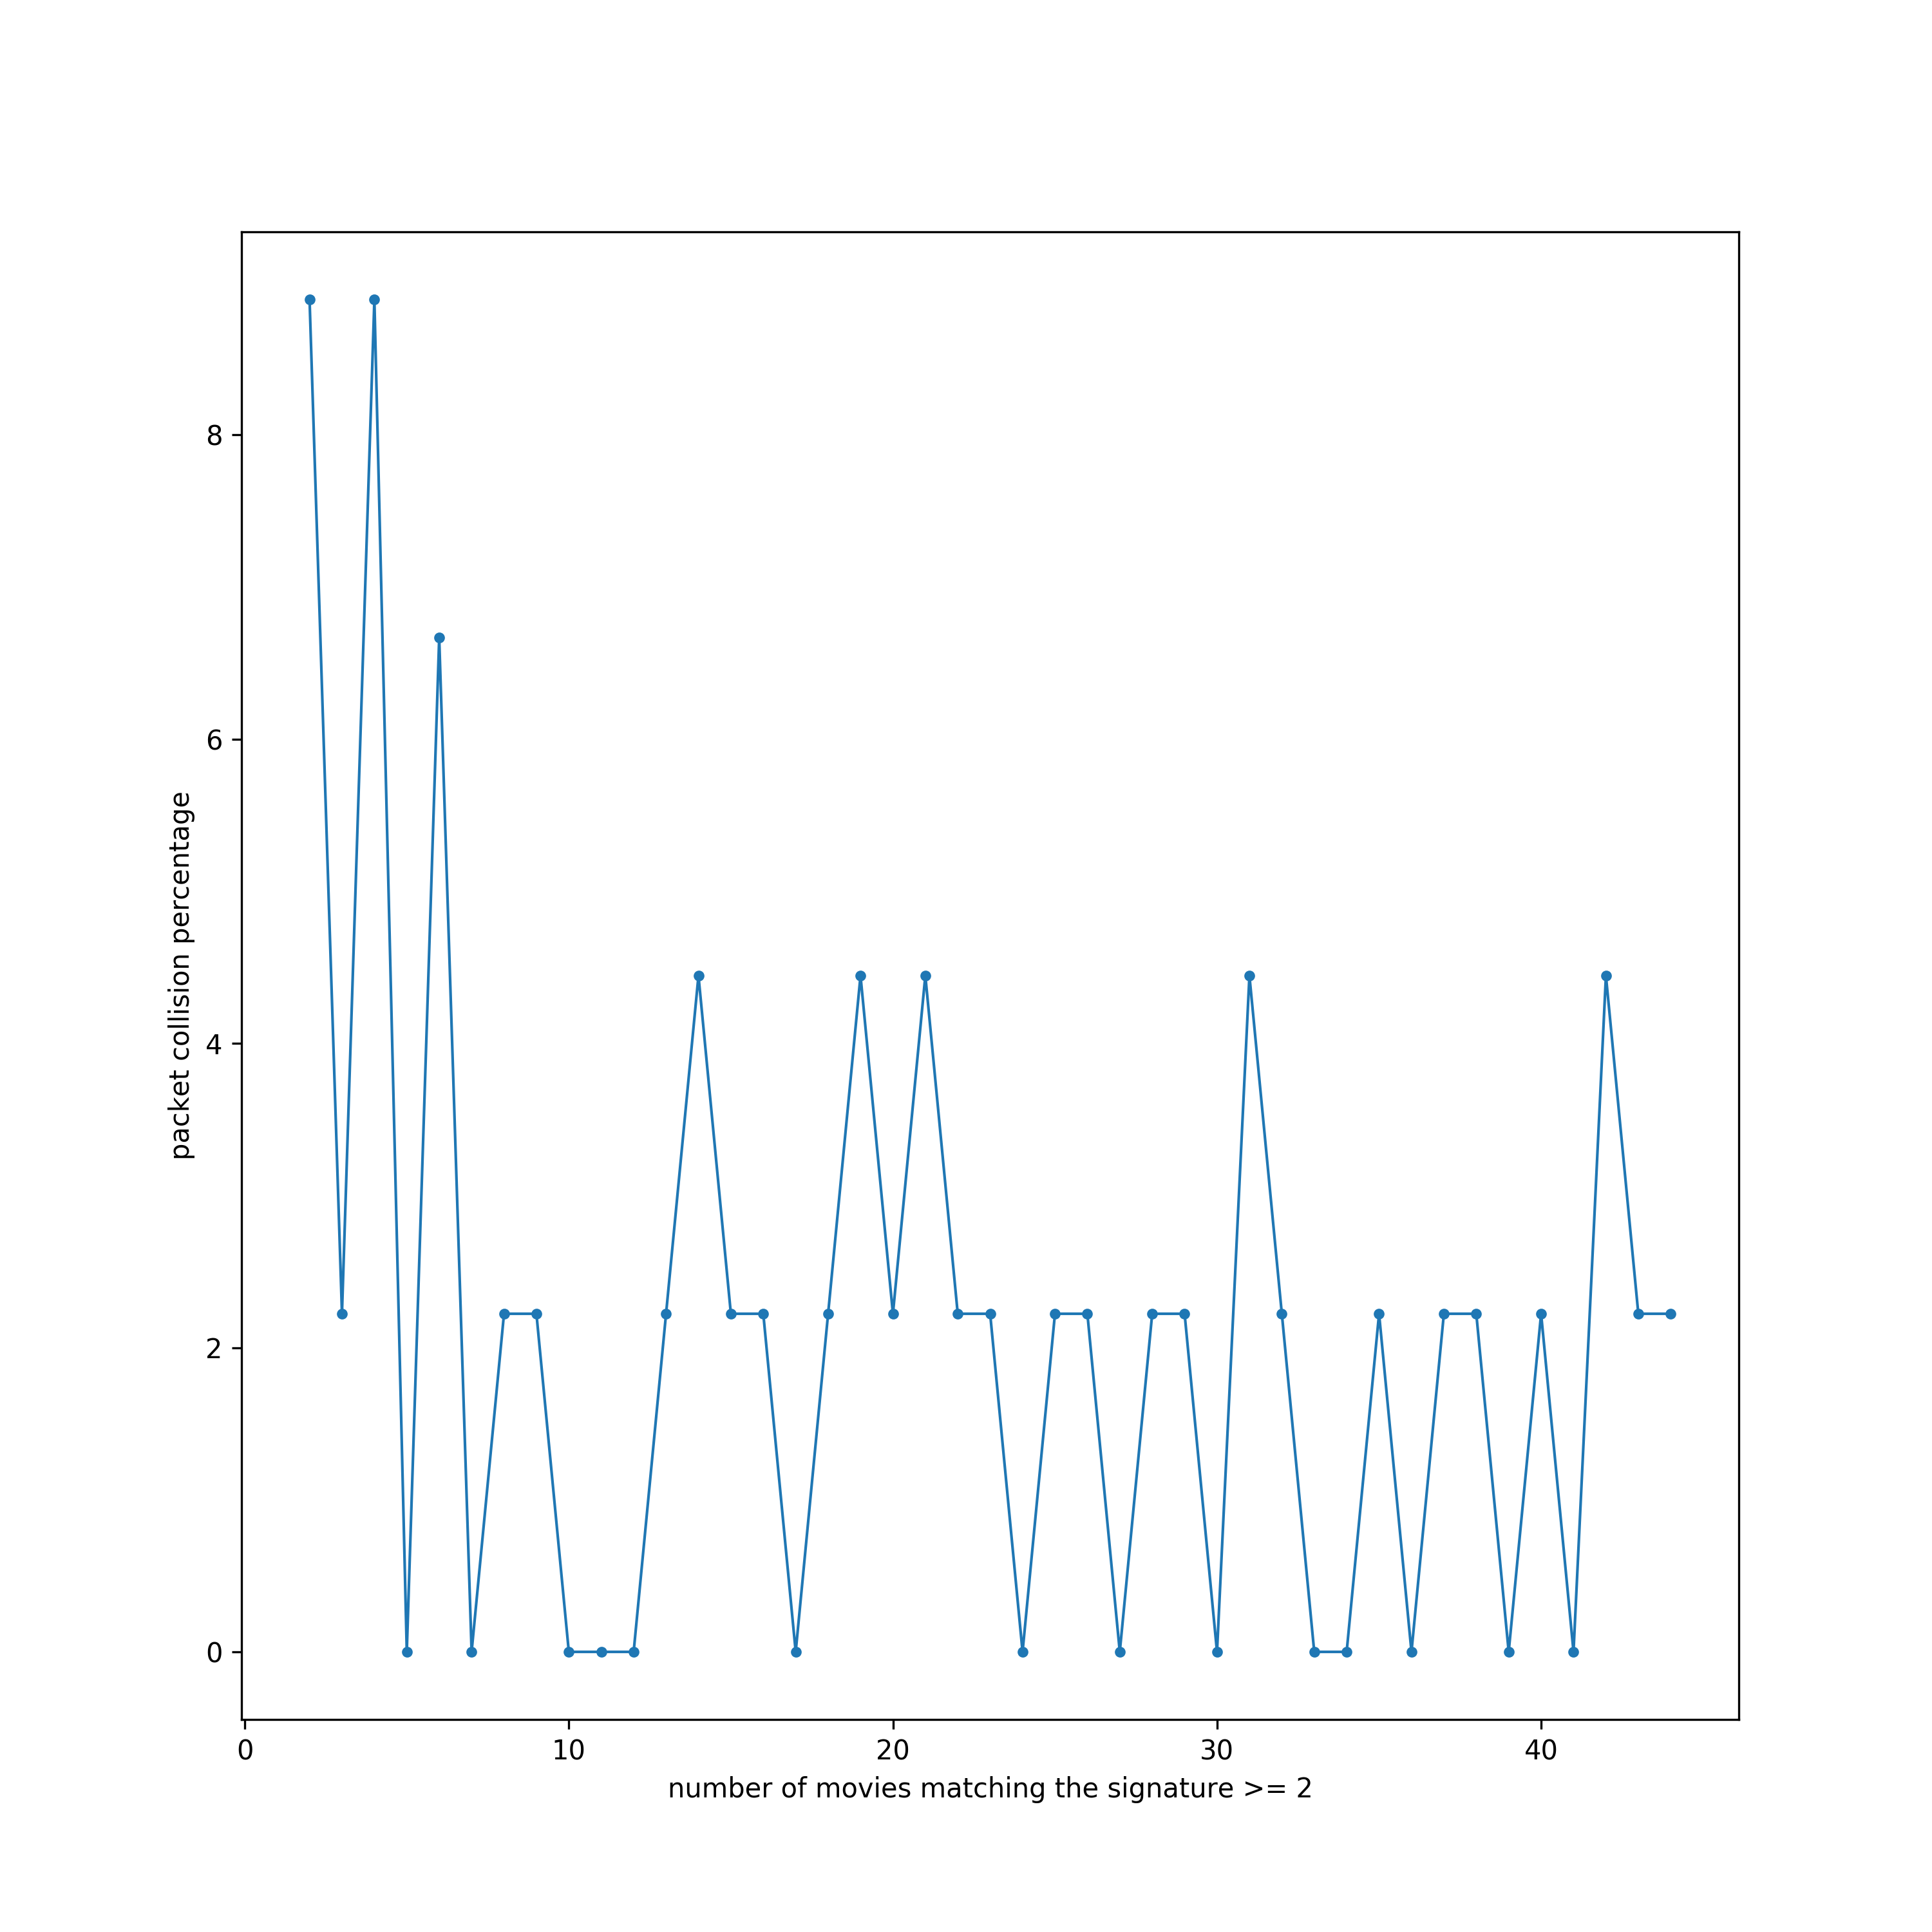 8
6
4
2
0
packet collision percentage
0 10 20 30 40
number of movies matching the signature >= 2